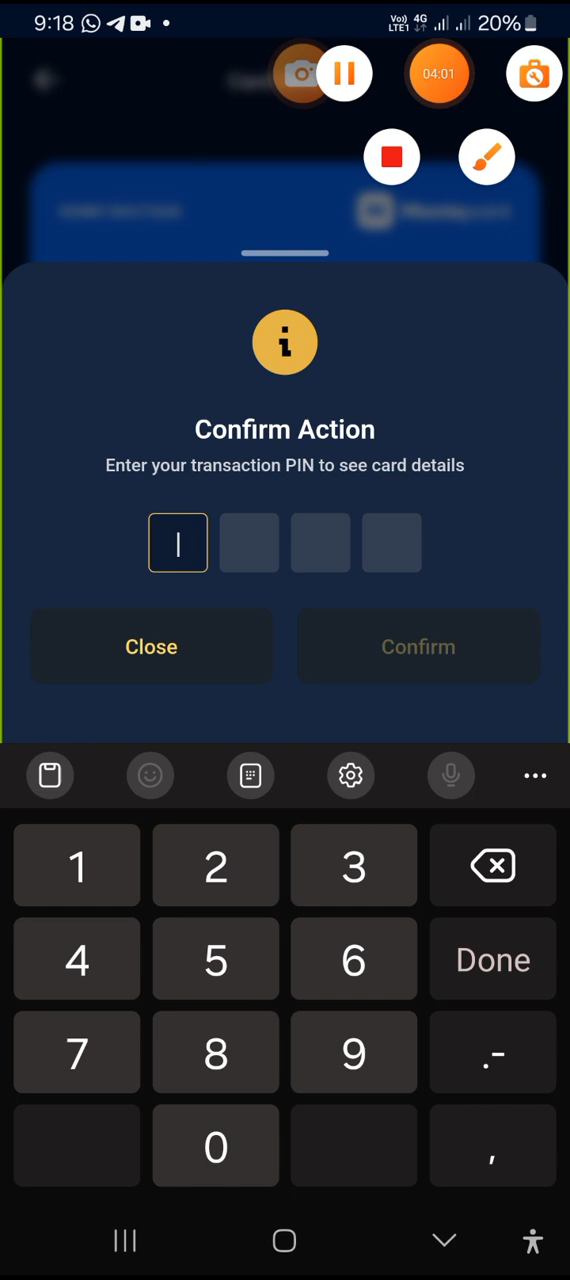 9:18
Vo)) 4G
LTE1
20%
04:01
Confirm Action
Enter your transaction PIN to see card details
Close
Confirm
1 2 3
4 5 6 Done
7 8 9 .-
0 ,